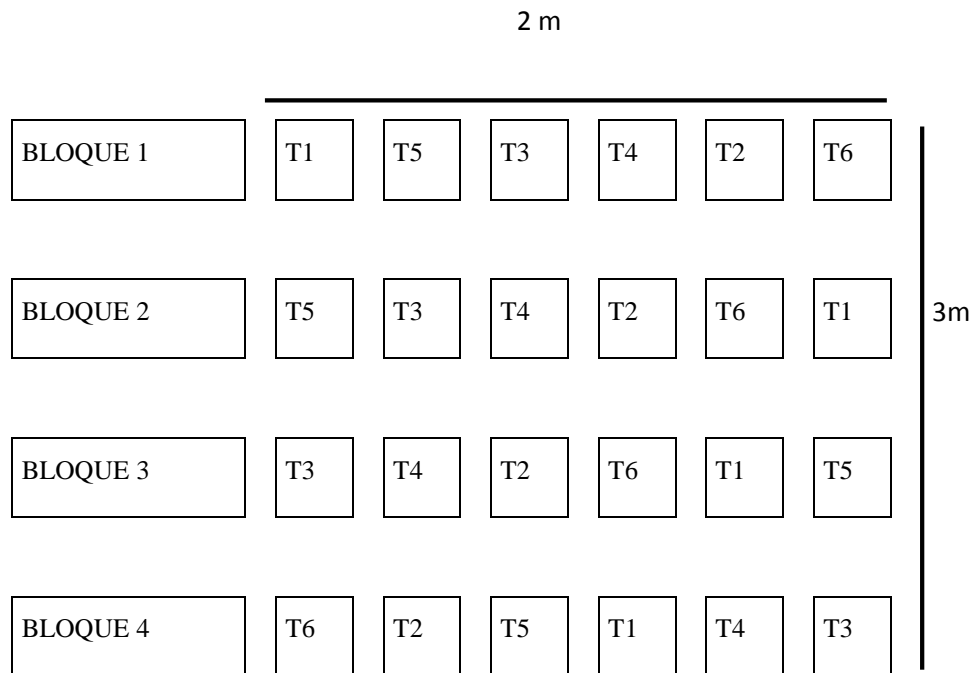 2 m
BLOQUE 1 T1 T5 T3 T4 T2 T6
BLOQUE 2 T5 T3 T4 T2 T6 T1
3m
BLOQUE 3 T3 T4 T2 T6 T1 T5
BLOQUE 4 T6 T2 T5 T1 T4 T3